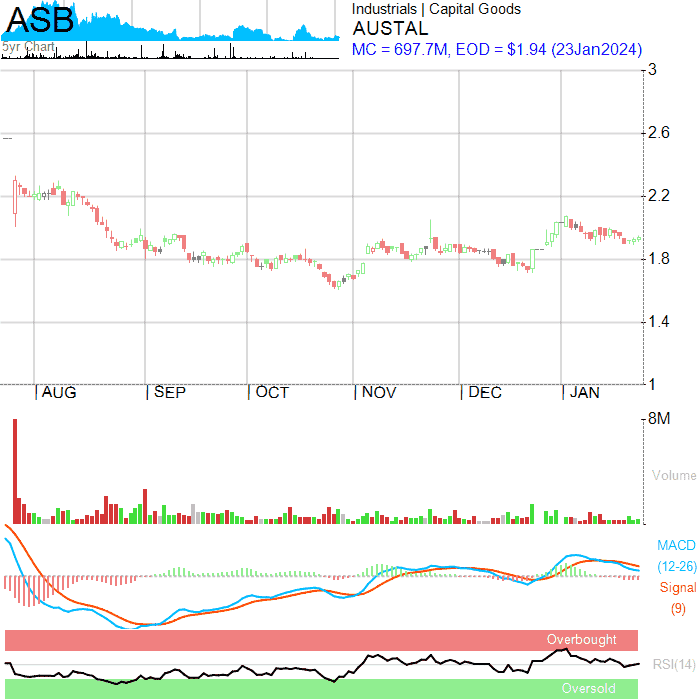 ASB
5yr Chart
Industrials | Capital Goods
AUSTAL
MC = 697.7M, EOD = $1.94 (23Jan2024)
3
2.6
2.2
1.8
1.4
1
AUG SEP OCT NOV DEC JAN
8M
Volume
MACD
(12-26)
Signal
(9)
Overbought
RSI(14)
Oversold